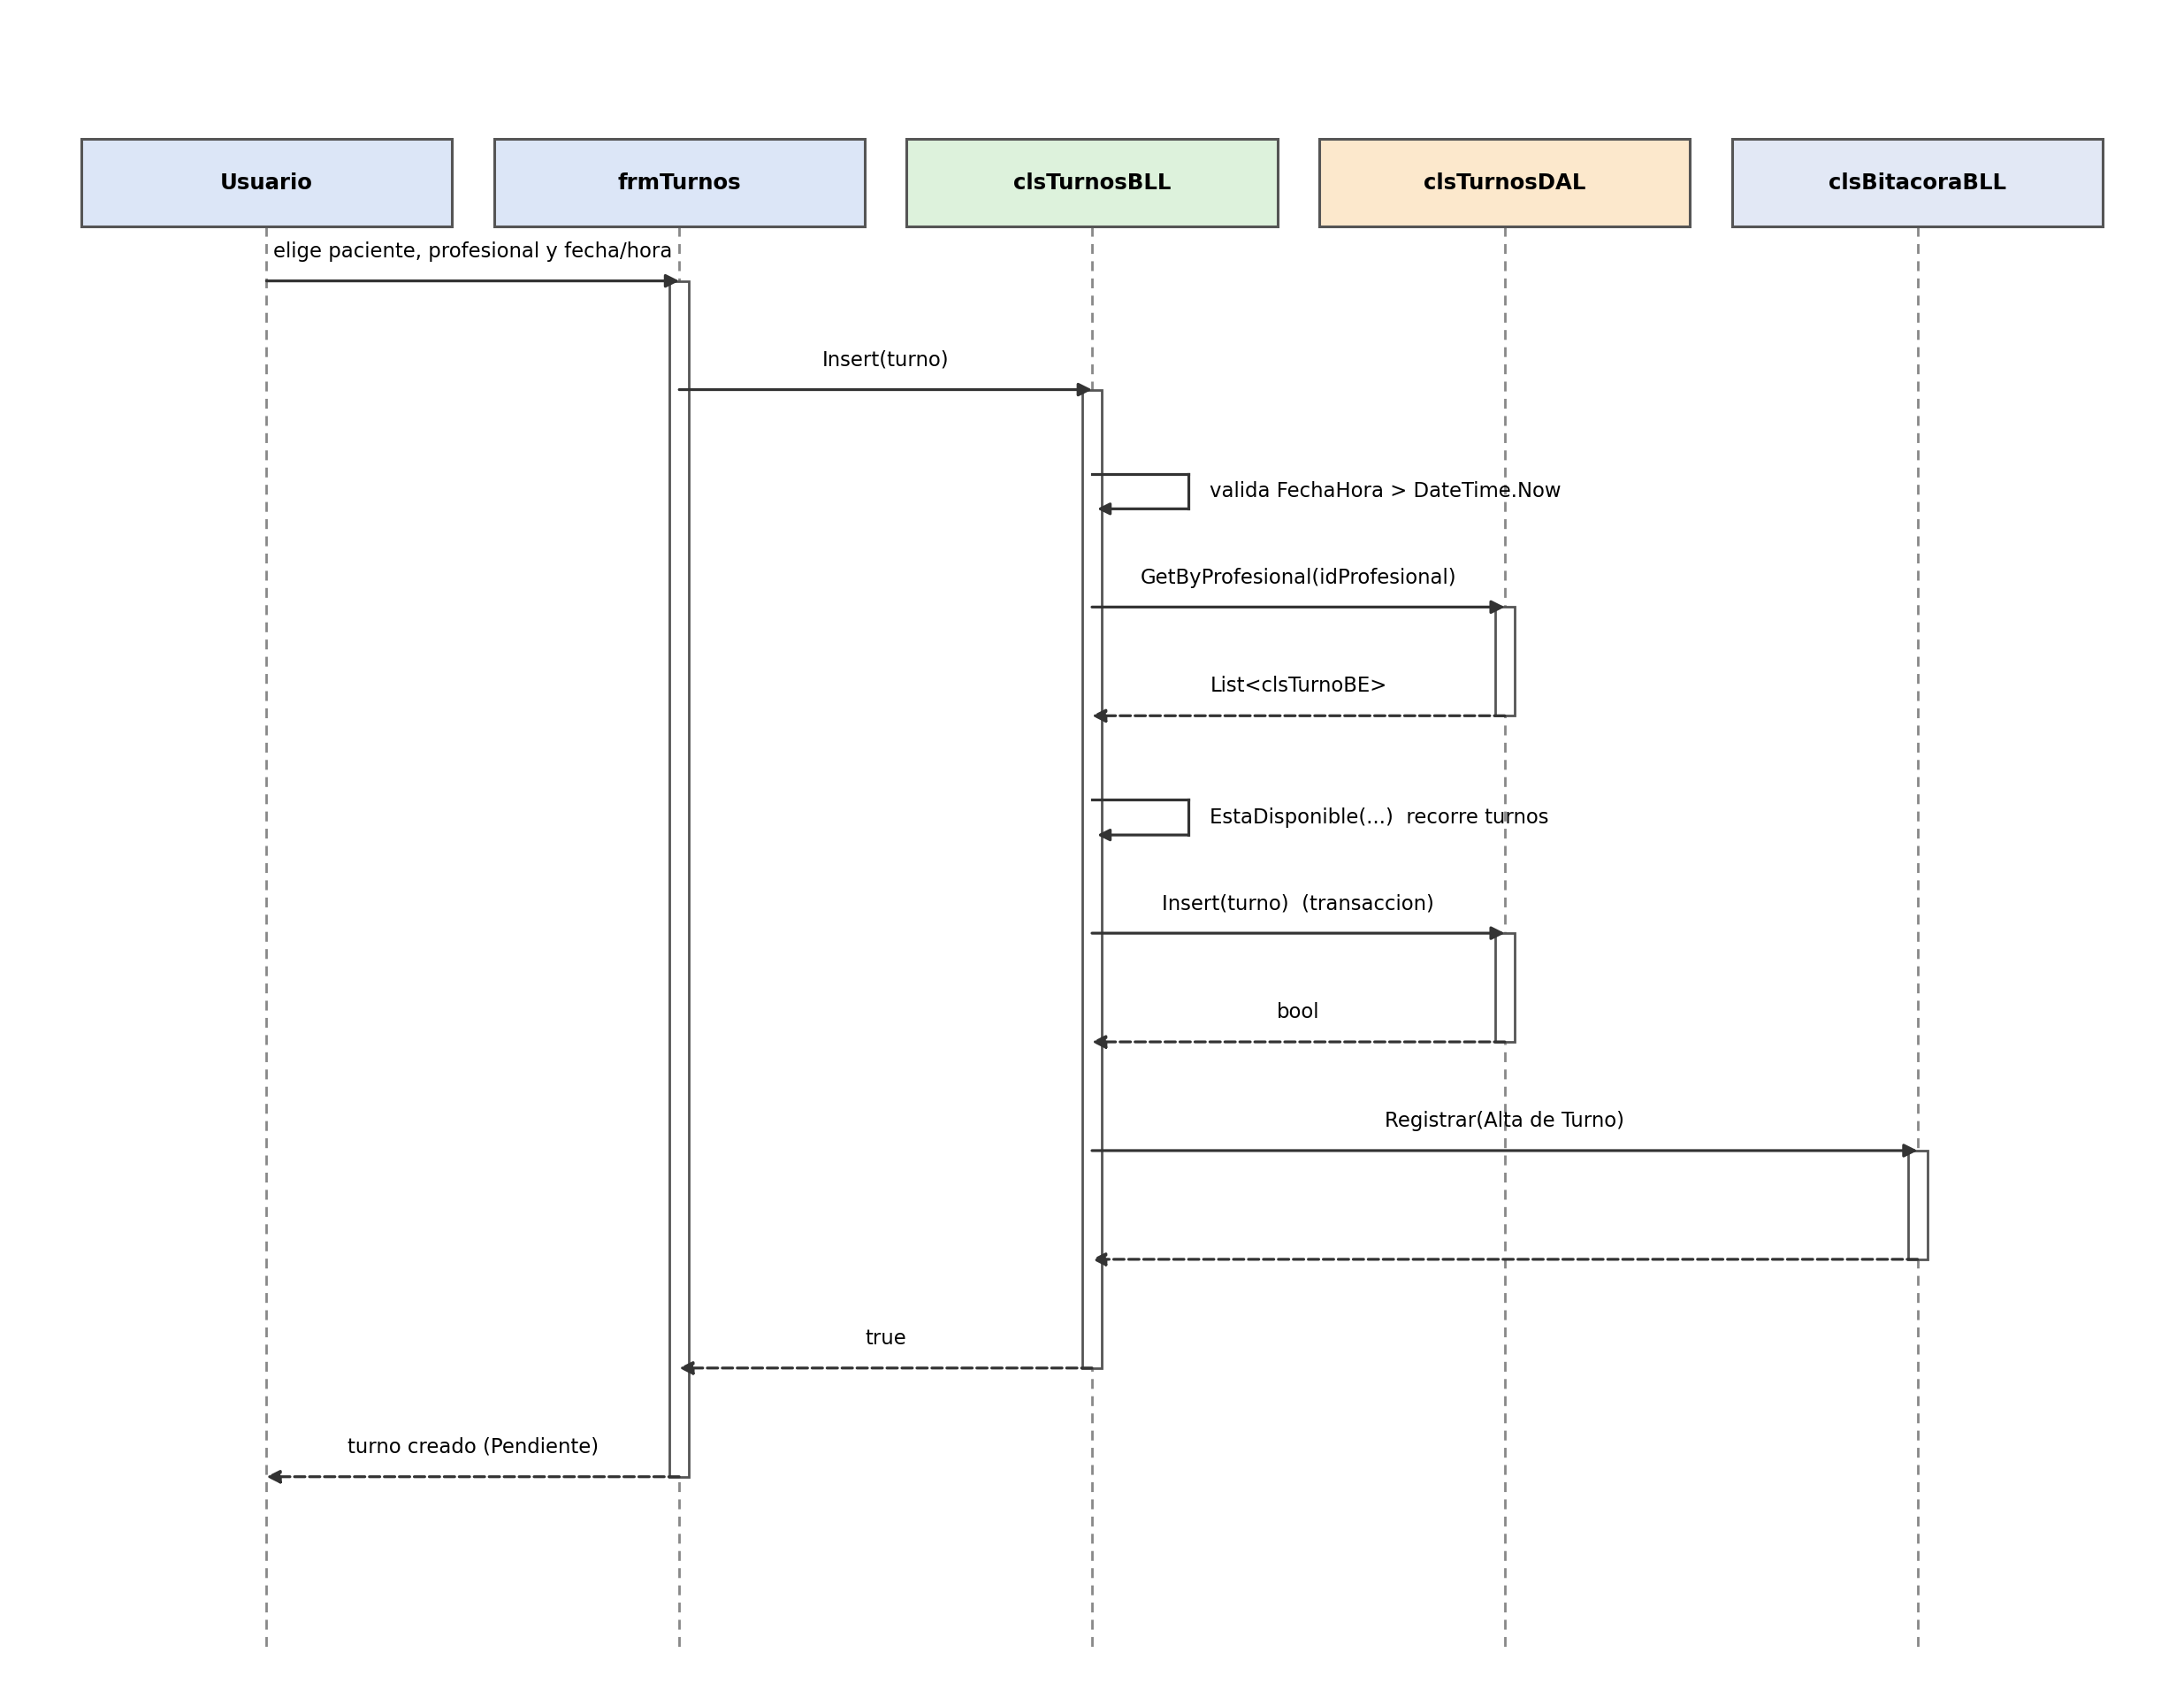 Usuario
frmTurnos
clsTurnosBLL
clsTurnosDAL
clsBitacoraBLL
elige paciente, profesional y fecha/hora
Insert(turno)
valida FechaHora > DateTime.Now
GetByProfesional(idProfesional)
List<clsTurnoBE>
EstaDisponible(...)  recorre turnos
Insert(turno)  (transaccion)
bool
Registrar(Alta de Turno)
true
turno creado (Pendiente)